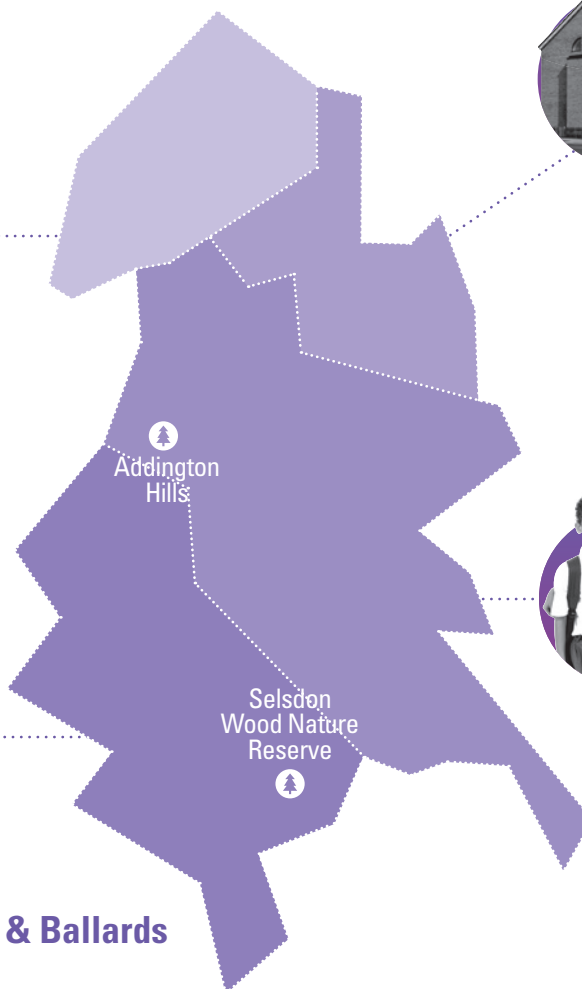 Addington
Hills
Selsdon
Wood Nature
Reserve
& Ballards